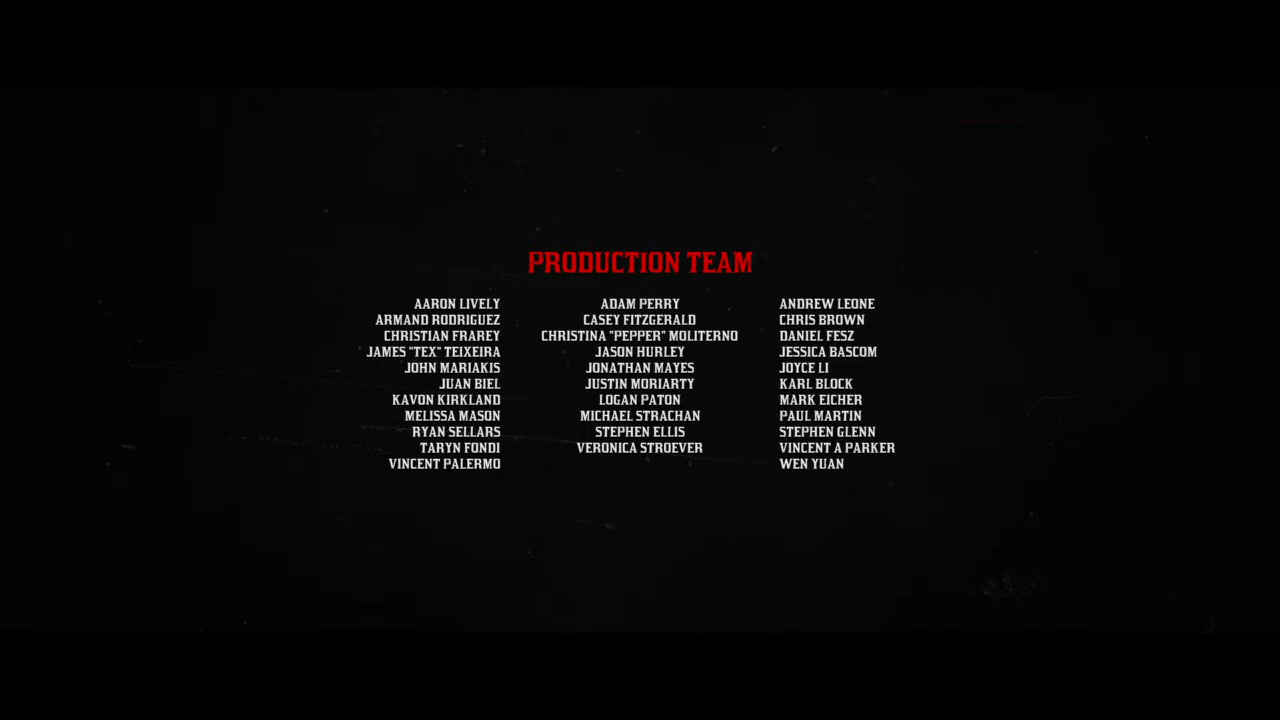 PRODUCTION TEAM
AARON LIVELY ADAM PERRY ANDREW LEONE
ARMAND RODRIGUEZ CASEY FITZGERALD CHRIS BROWN
CHRISTIAN FRAREY CHRISTINA "PEPPER" MOLITERNO DANIEL FESZ
JAMES "TEX" TEIXEIRA JASON HURLEY JESSICA BASCOM
JOHN MARIAKIS JONATHAN MAYES JOYCE LI
JUAN BIEL JUSTIN MORIARTY KARL BLOCK
KAVON KIRKLAND LOGAN PATON MARK EICHER
MELISSA MASON MICHAEL STRACHAN PAUL MARTIN
RYAN SELLARS STEPHEN ELLIS STEPHEN GLENN
TARYN FONDI VERONICA STROEVER VINCENT A PARKER
VINCENT PALERMO WEN YUAN